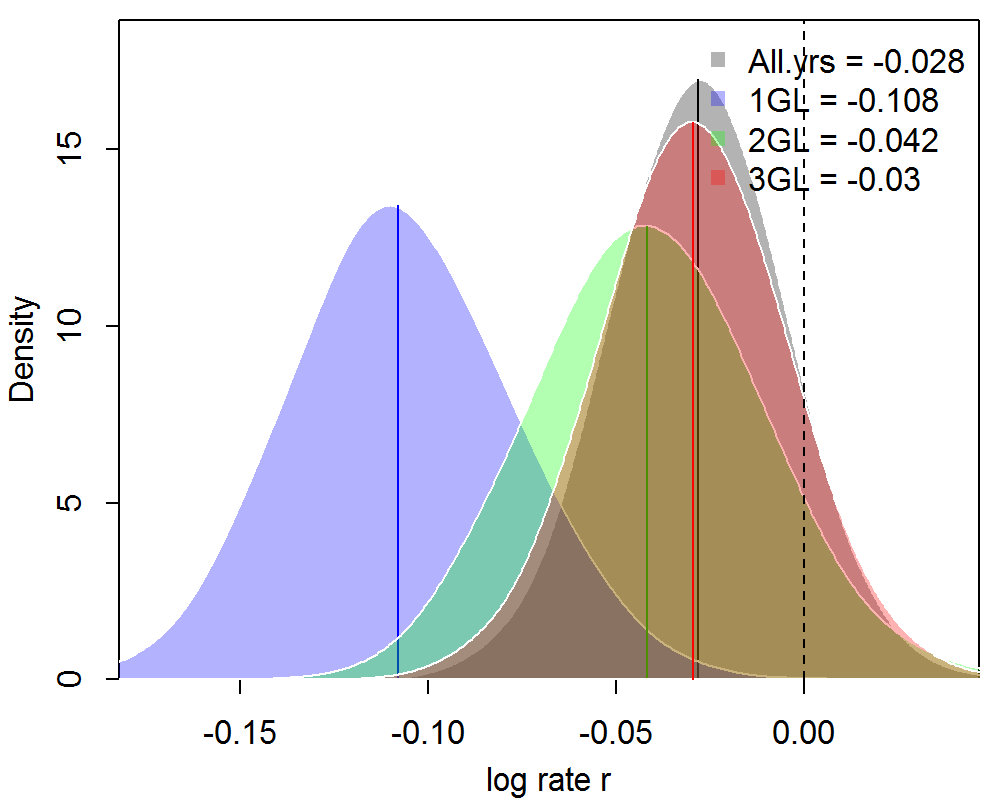 All.yrs = -0.028
1GL = -0.108
2GL = -0.042
3GL = -0.03
15
10
5
0
Density
-0.15 -0.10 -0.05 0.00
log rate r